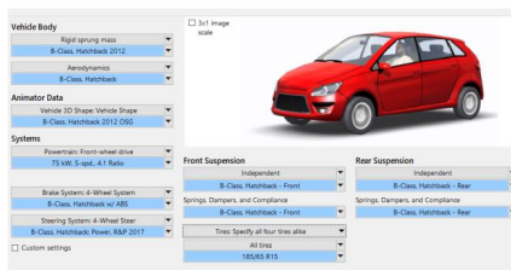 Vehicle Body
Rigid sprung mass
B-Class, Hatchback 2012
Aerodynamics
B-Class, Hatchback
Animator Data
Vehicle 3D Shape: Vehicle Shape
B-Class, Hatchback 2012 OSG
Systems
Powertrain: Front-wheel drive
75 kW, 5-spd., 4.1 Ratio
Brake System: 4-Wheel System
B-Class, Hatchback w/ ABS
Steering System: 4-Wheel Steer
B-Class, Hatchback: Power, R&P 2017
Custom settings
3x1 image
scale
Front Suspension
Independent
B-Class, Hatchback - Front
Springs, Dampers, and Compliance
B-Class, Hatchback - Front
Tires: Specify all four tires alike
All tires
185/65 R15
Rear Suspension
Independent
B-Class, Hatchback - Rear
Springs, Dampers, and Compliance
B-Class, Hatchback - Rear